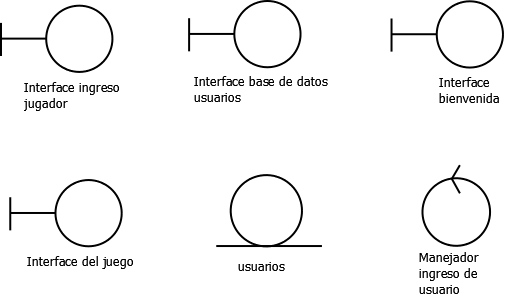 Interface ingreso
jugador
Interface base de datos
usuarios
Interface
bienvenida
Interface del juego
usuarios
Manejador
ingreso de
usuario